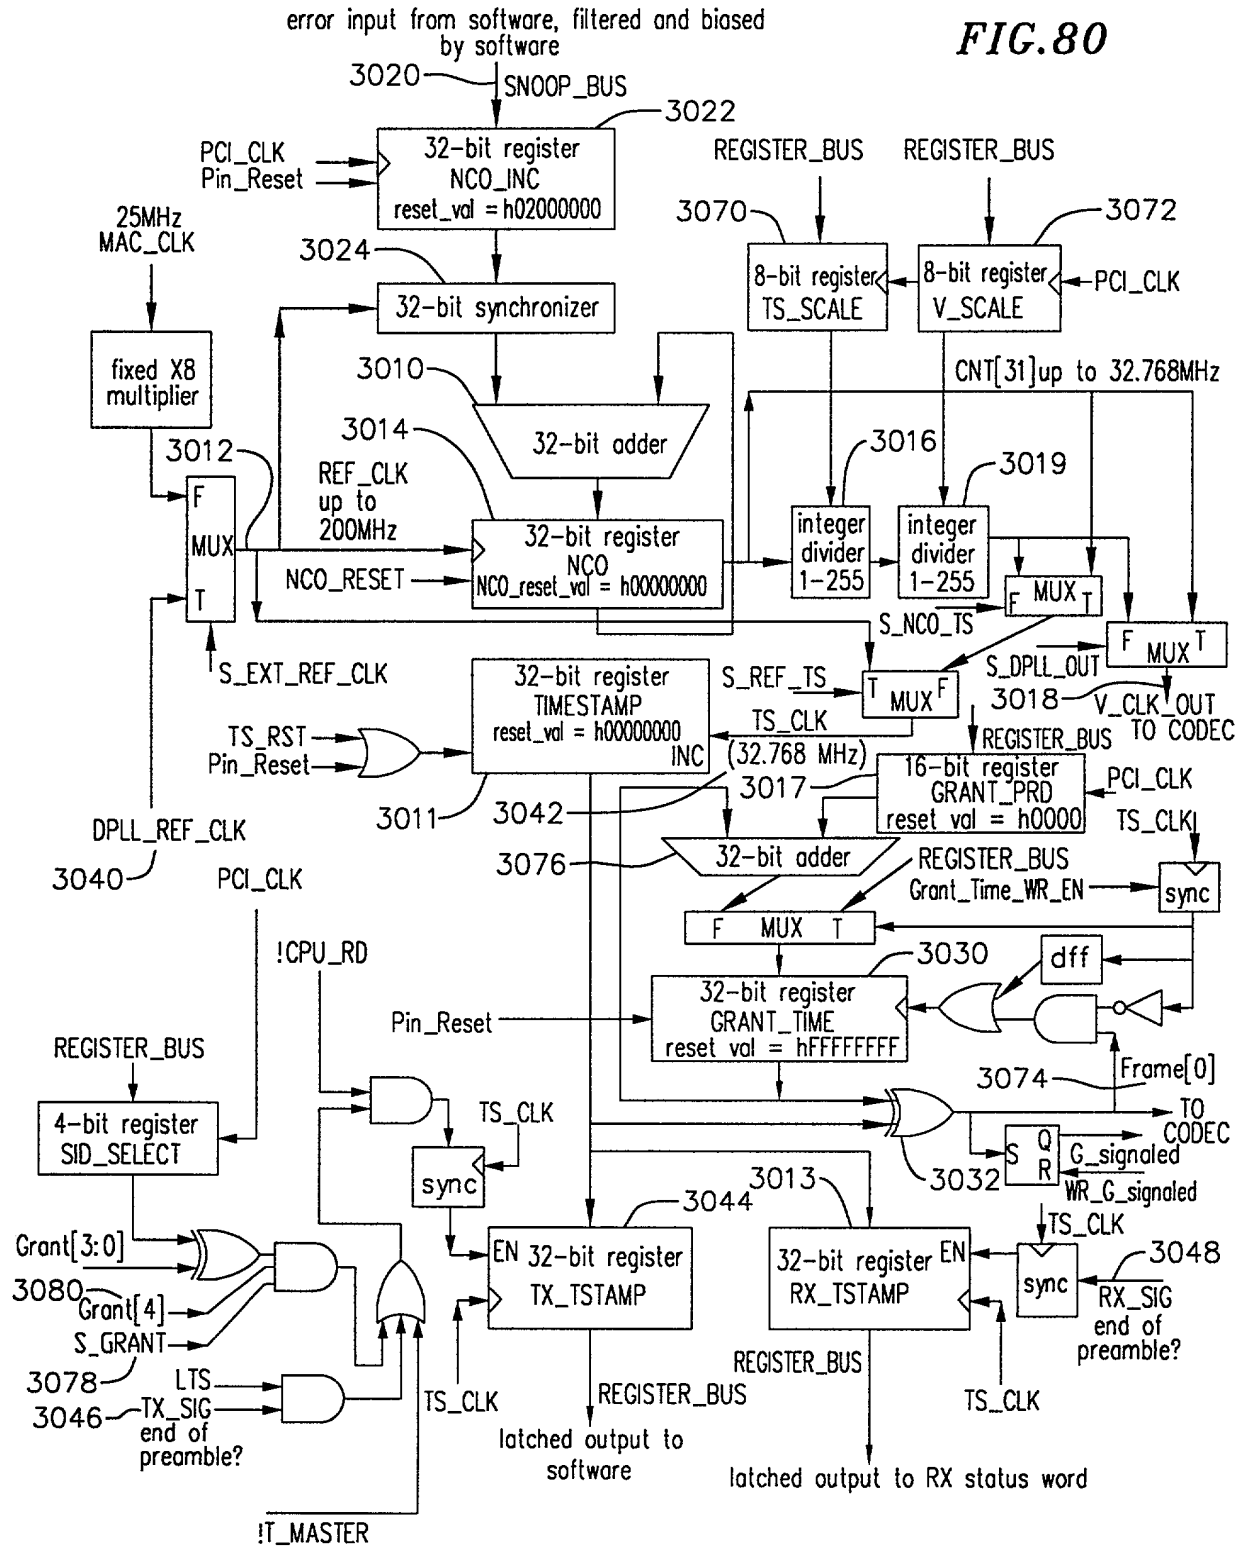 error input from software, filtered and biased
by software
FIG.80
3020
SNOOP_BUS
3022
32-bit register
NCO_INC
reset_val = h02000000
PCI_CLK
Pin_Reset
REGISTER_BUS
REGISTER_BUS
25MHz
MAC_CLK
3024
3070
3072
8-bit register
TS_SCALE
8-bit register
V_SCALE
PCI_CLK
32-bit synchronizer
fixed X8
multiplier
3010
CNT[31]up to 32.768MHz
32-bit adder
3012
3014
3016
3019
REF_CLK
up to
200MHz
F
MUX
T
32-bit register
NCO
NCO_reset_val = h00000000
NCO_RESET
integer
divider
1-255
integer
divider
1-255
MUX
F T
S_NCO_TS
F T
MUX
S_DPLL_OUT
3018
V_CLK_OUT
TO CODEC
S_EXT_REF_CLK
32-bit register
TIMESTAMP
reset_val = h00000000
INC
S_REF_TS
T MUX F
TS_CLK
(32.768 MHz)
TS_RST
Pin_Reset
3011
3042
3017
REGISTER_BUS
16-bit register
GRANT_PRD
reset val = h0000
PCI_CLK
TS_CLK
DPLL_REF_CLK
3040
PCI_CLK
3076
32-bit adder
REGISTER_BUS
Grant_Time_WR_EN
sync
F MUX T
!CPU_RD
3030
dff
32-bit register
GRANT_TIME
reset val = hFFFFFFFF
Pin_Reset
REGISTER_BUS
3074
Frame[0]
4-bit register
SID_SELECT
TS_CLK
TO
CODEC
sync
S Q
R
G_signaled
WR_G_signaled
3032
3013
3044
TS_CLK
Grant[3:0]
EN 32-bit register
TX_TSTAMP
32-bit register EN
RX_TSTAMP
sync
3048
RX_SIG
end of
preamble?
3080
Grant[4]
S_GRANT
3078
LTS
3046
TX_SIG
end of
preamble?
TS_CLK
REGISTER_BUS
REGISTER_BUS
TS_CLK
latched output to
software
latched output to RX status word
!T_MASTER